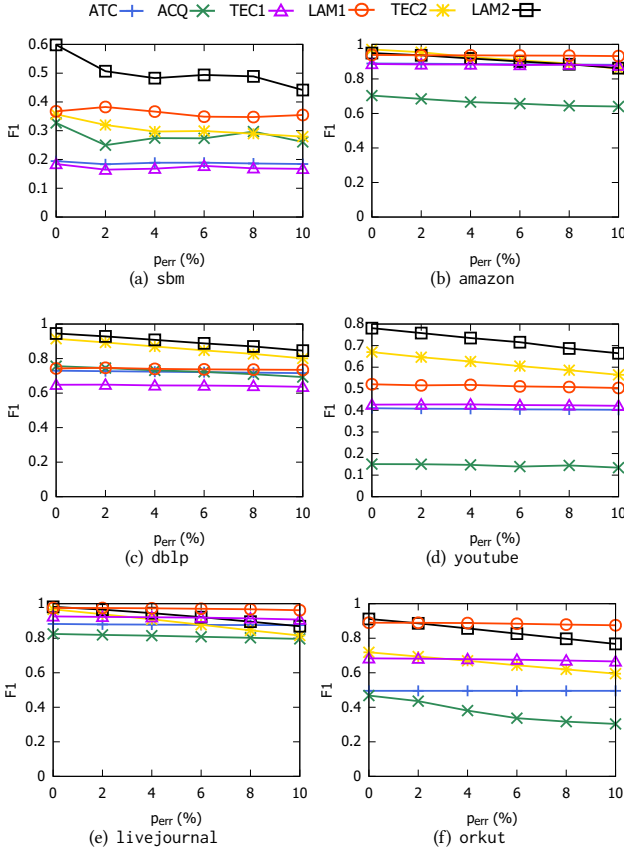 ATC ACQ TEC1 LAM1 TEC2 LAM2
0.6
0.5
0.4
0.3
0.2
0.1
0
F1
0 2 4 6 8 10
perr (%)
(a) sbm
1
0.8
0.6
0.4
0.2
0
F1
0 2 4 6 8 10
perr (%)
(b) amazon
1
0.8
0.6
0.4
0.2
0
F1
0 2 4 6 8 10
perr (%)
(c) dblp
0.8
0.7
0.6
0.5
0.4
0.3
0.2
0.1
0
F1
0 2 4 6 8 10
perr (%)
(d) youtube
1
0.8
0.6
0.4
0.2
0
F1
0 2 4 6 8 10
perr (%)
(e) livejournal
1
0.8
0.6
0.4
0.2
0
F1
0 2 4 6 8 10
perr (%)
(f) orkut